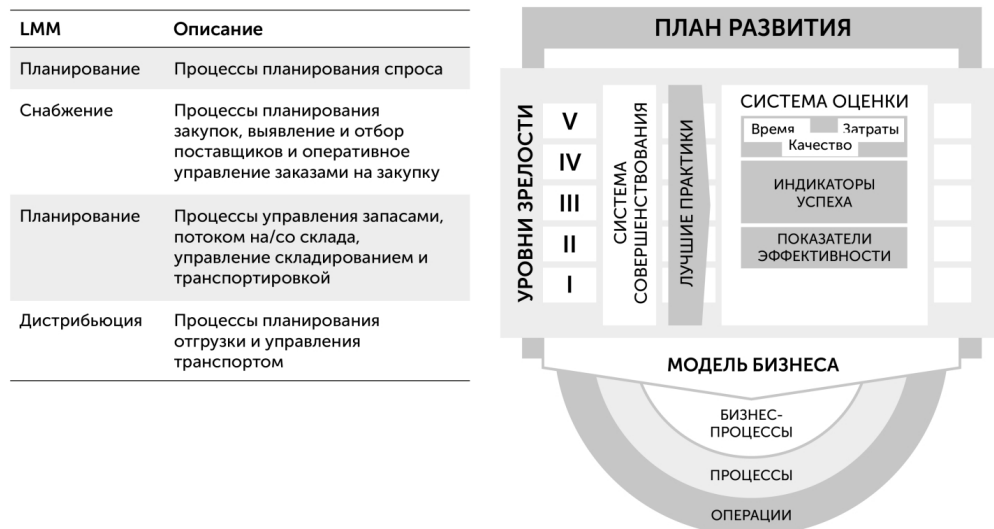 LMM Описание
Планирование Процессы планирования спроса
Снабжение Процессы планирования
закупок, выявление и отбор
поставщиков и оперативное
управление заказами на закупку
Планирование Процессы управления запасами,
потоком на/со склада,
управление складированием и
транспортировкой
Дистрибьюция Процессы планирования
отгрузки и управления
транспортом
ПЛАН РАЗВИТИЯ
УРОВНИ ЗРЕЛОСТИ
V
IV
III
II
I
СИСТЕМА
СОВЕРШЕНСТВОВАНИЯ
ЛУЧШИЕ ПРАКТИКИ
СИСТЕМА ОЦЕНКИ
Время Затраты
Качество
ИНДИКАТОРЫ
УСПЕХА
ПОКАЗАТЕЛИ
ЭФФЕКТИВНОСТИ
МОДЕЛЬ БИЗНЕСА
БИЗНЕС-
ПРОЦЕССЫ
ПРОЦЕССЫ
ОПЕРАЦИИ